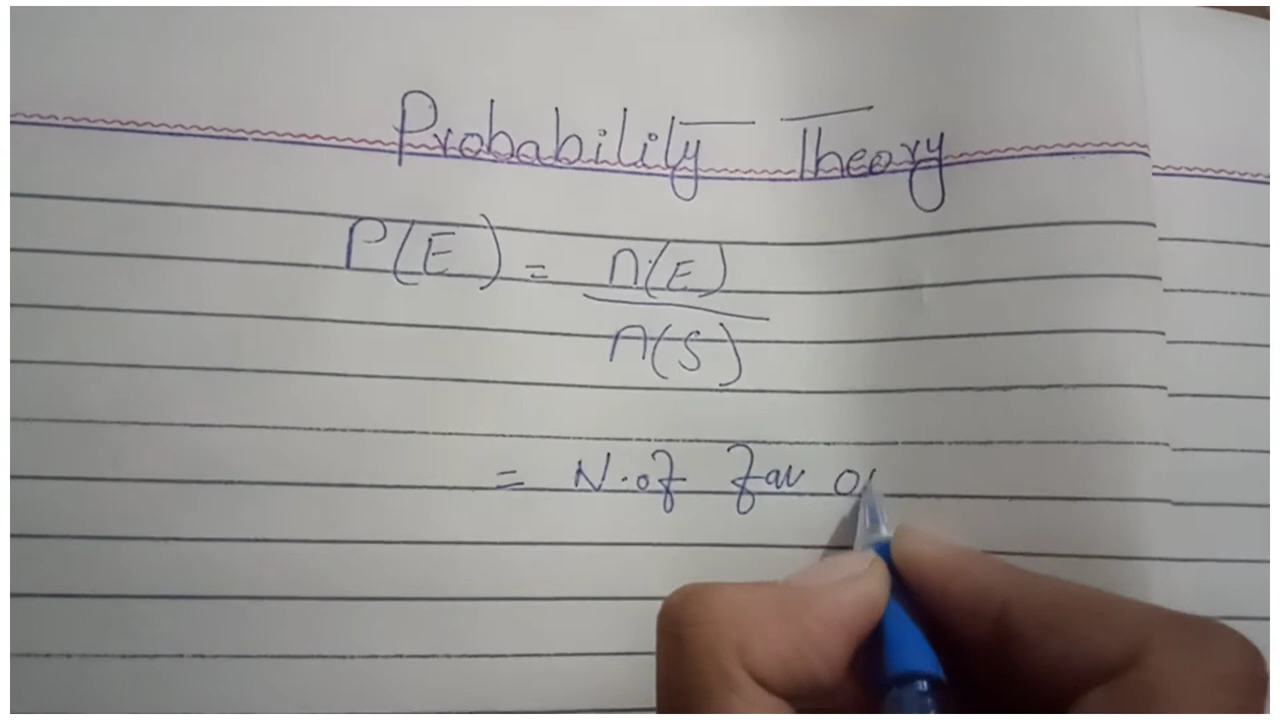 Probability Theory
P(E) = n(E)
n(S)
= N. of fav